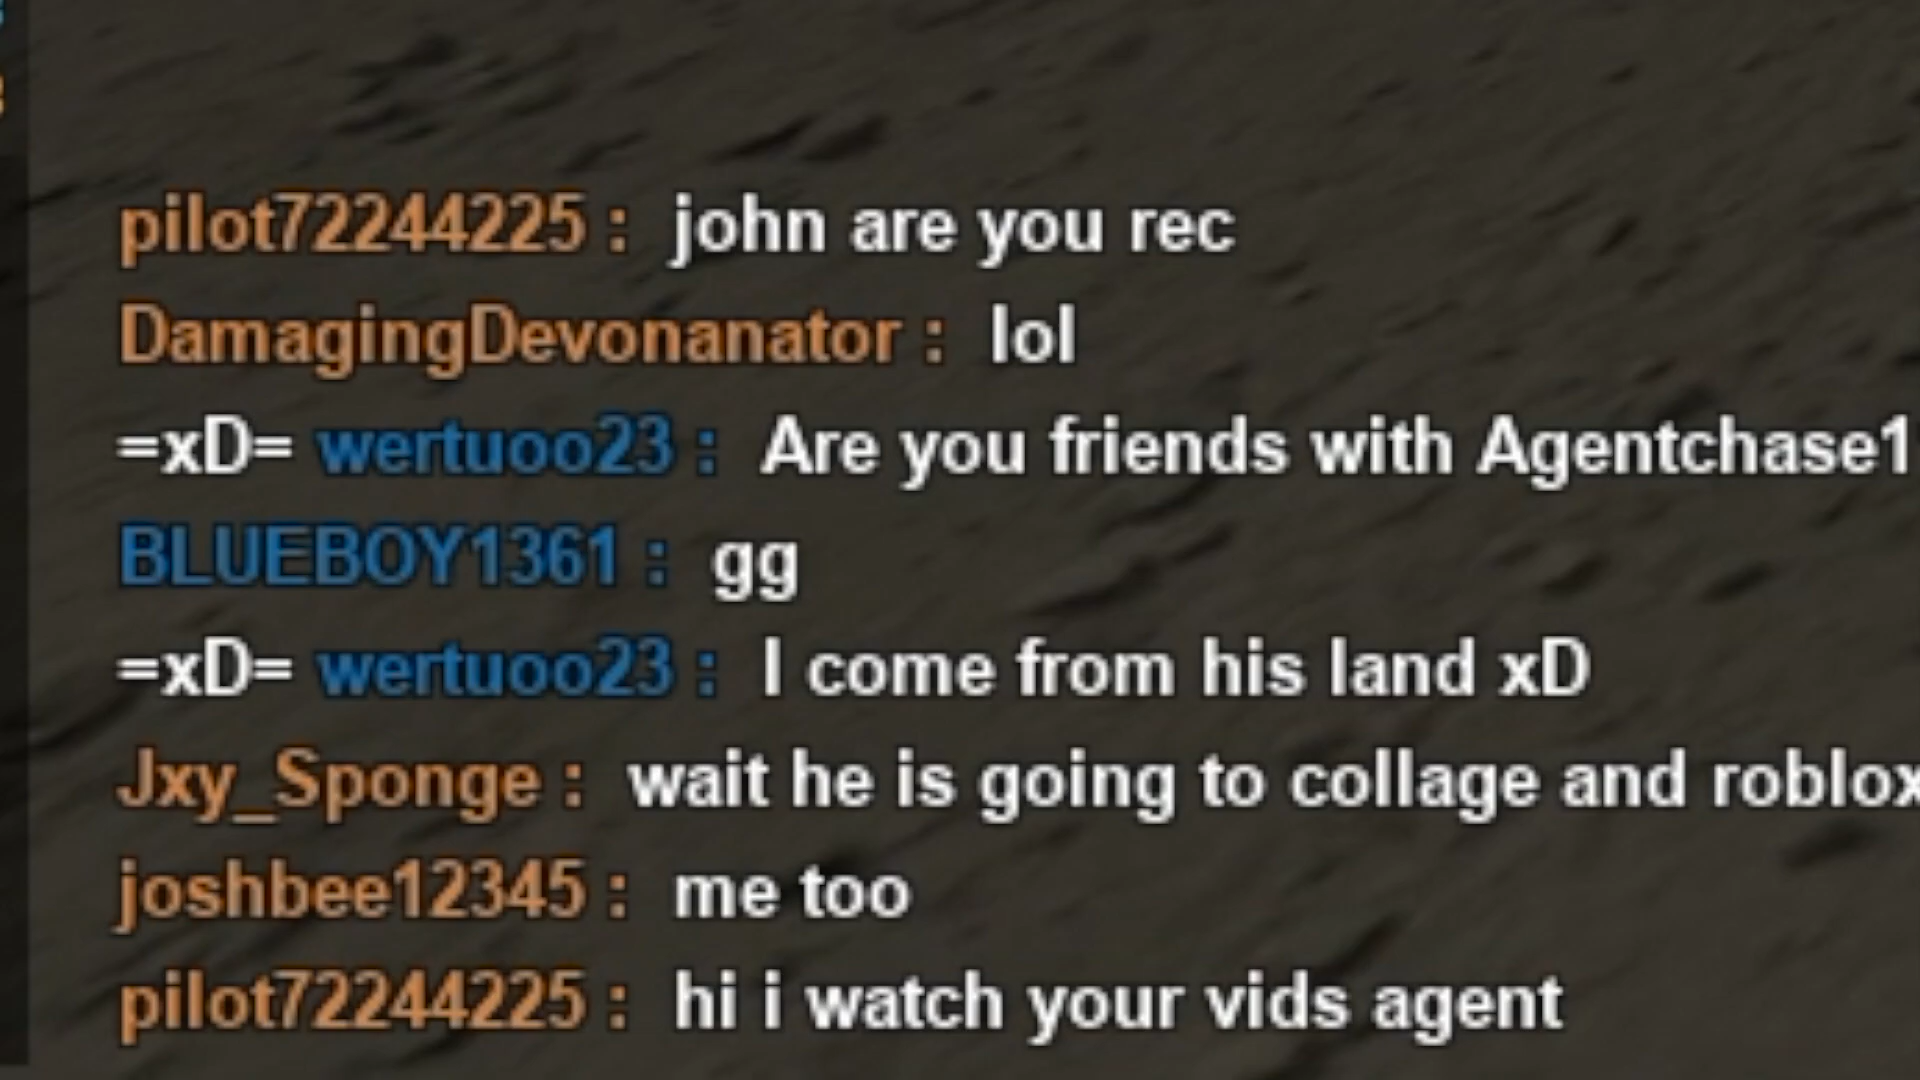 pilot72244225 : john are you rec
DamagingDevonanator : lol
=xD= wertuoo23 : Are you friends with Agentchase1
BLUEBOY1361 : gg
=xD= wertuoo23 : I come from his land xD
Jxy_Sponge : wait he is going to collage and roblox
joshbee12345 : me too
pilot72244225 : hi i watch your vids agent